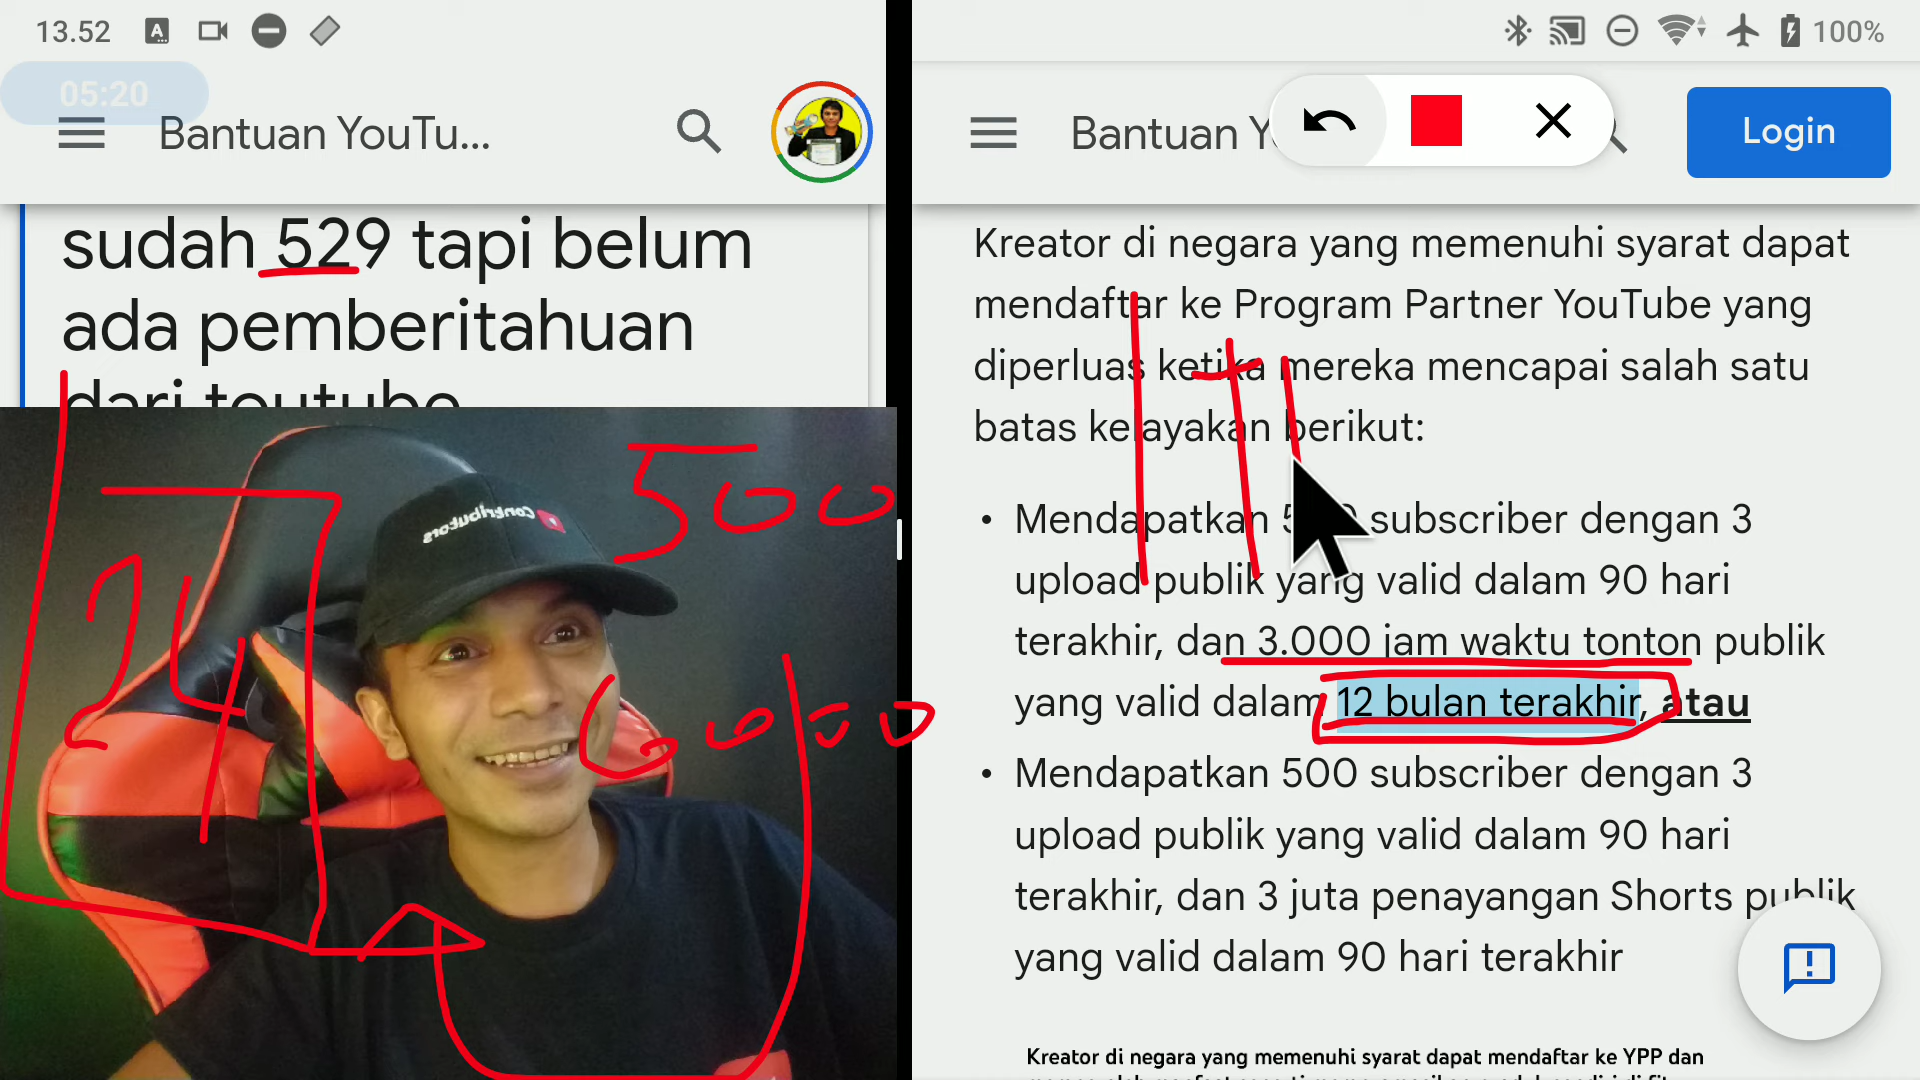 13.52
100%
05:20
Bantuan YouTu...
sudah 529 tapi belum
ada pemberitahuan
dari toutube
500
24
Contributors
Bantuan Y
Login
Kreator di negara yang memenuhi syarat dapat
mendaftar ke Program Partner YouTube yang
diperluas ketika mereka mencapai salah satu
batas kelayakan berikut:
• Mendapatkan 500 subscriber dengan 3
upload publik yang valid dalam 90 hari
terakhir, dan 3.000 jam waktu tonton publik
yang valid dalam 12 bulan terakhir, atau
• Mendapatkan 500 subscriber dengan 3
upload publik yang valid dalam 90 hari
terakhir, dan 3 juta penayangan Shorts publik
yang valid dalam 90 hari terakhir
Kreator di negara yang memenuhi syarat dapat mendaftar ke YPP dan